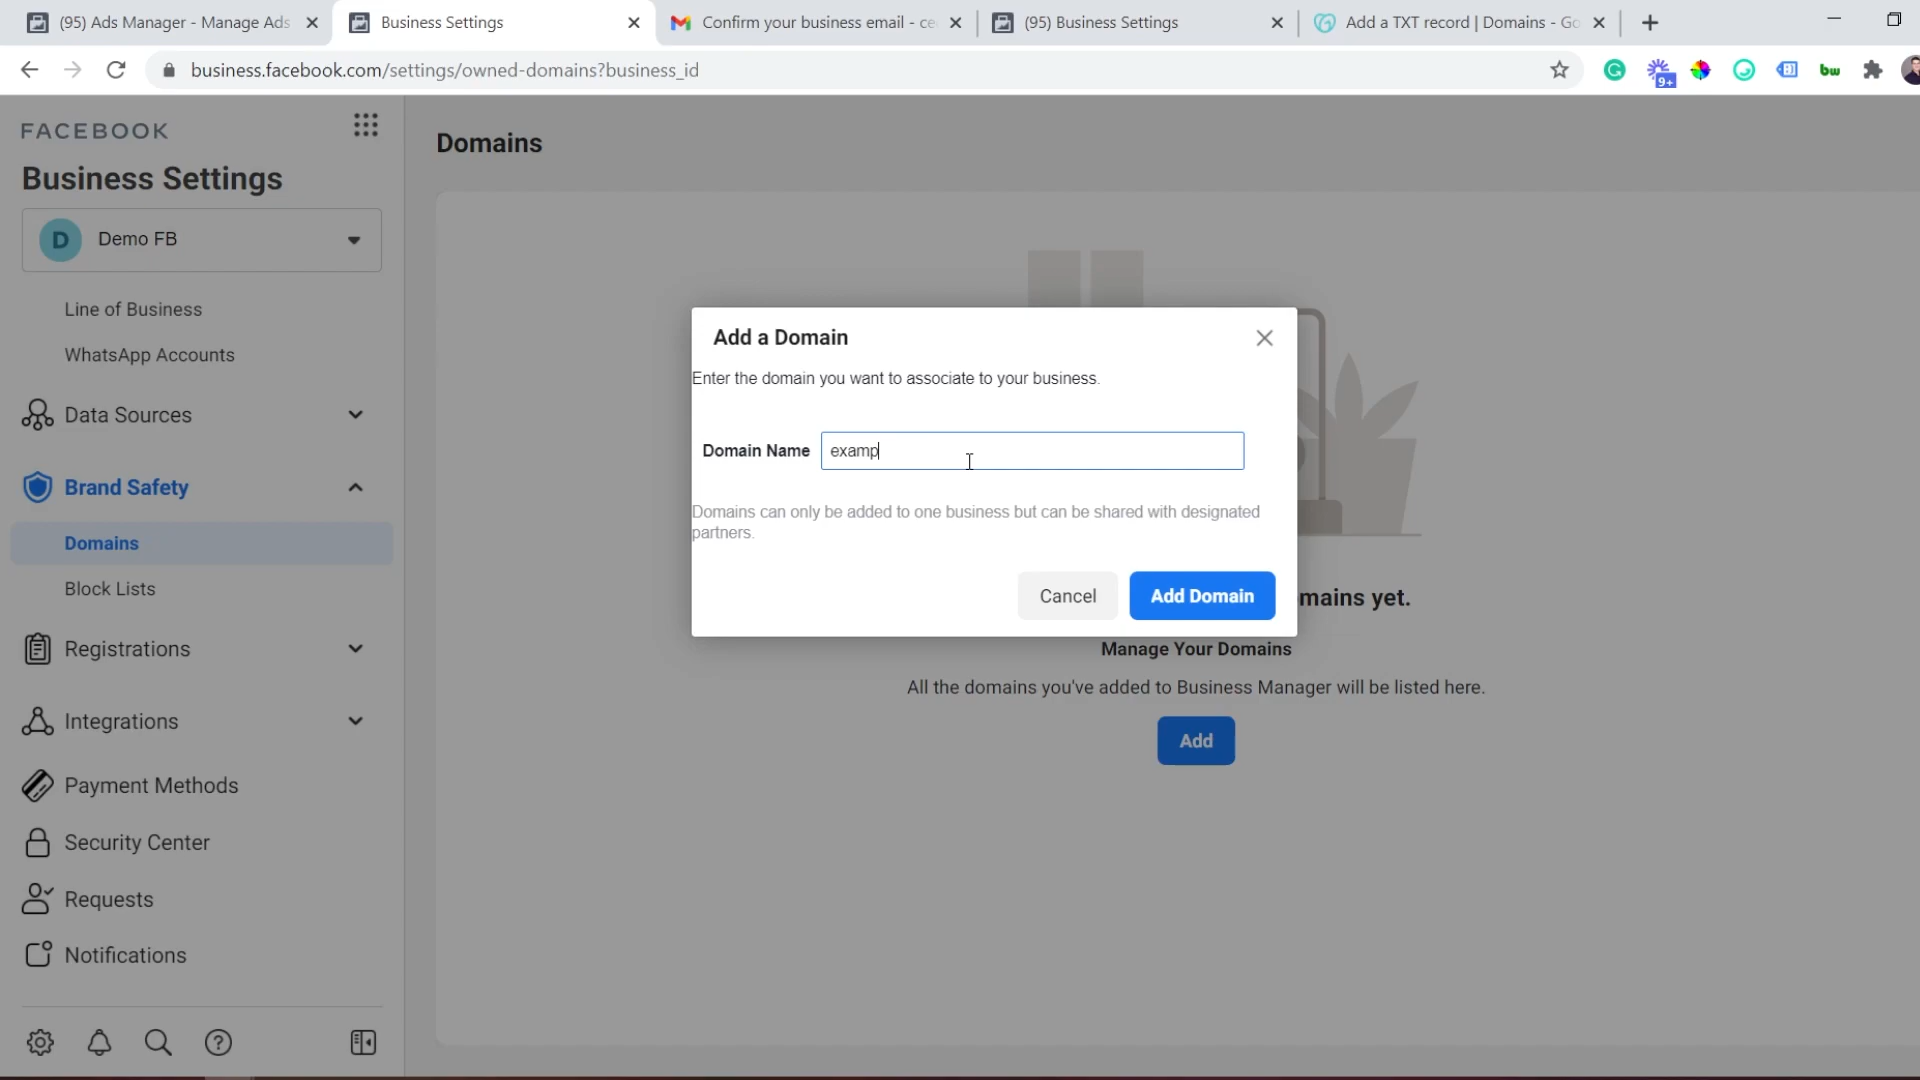 (95) Ads Manager - Manage Ads
Business Settings
Confirm your business email - ce
(95) Business Settings
Add a TXT record | Domains - Go
business.facebook.com/settings/owned-domains?business_id
9+
bw
FACEBOOK
Business Settings
D
Demo FB
Line of Business
WhatsApp Accounts
Data Sources
Brand Safety
Domains
Block Lists
Registrations
Integrations
Payment Methods
Security Center
Requests
Notifications
Domains
Add a Domain
Enter the domain you want to associate to your business.
Domain Name
examp
Domains can only be added to one business but can be shared with designated
partners.
Cancel
Add Domain
mains yet.
Manage Your Domains
All the domains you've added to Business Manager will be listed here.
Add